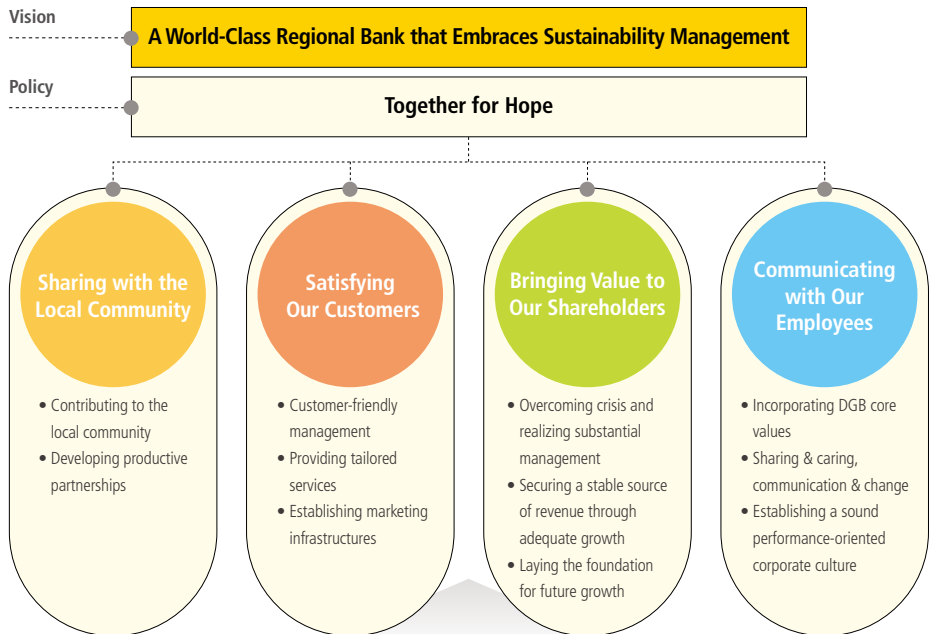 Vision
A World-Class Regional Bank that Embraces Sustainability Management
Policy
Together for Hope
Sharing with the
Local Community
• Contributing to the
local community
• Developing productive
partnerships
Satisfying
Our Customers
• Customer-friendly
management
• Providing tailored
services
• Establishing marketing
infrastructures
Bringing Value to
Our Shareholders
• Overcoming crisis and
realizing substantial
management
• Securing a stable source
of revenue through
adequate growth
• Laying the foundation
for future growth
Communicating
with Our
Employees
• Incorporating DGB core
values
• Sharing & caring,
communication & change
• Establishing a sound
performance-oriented
corporate culture